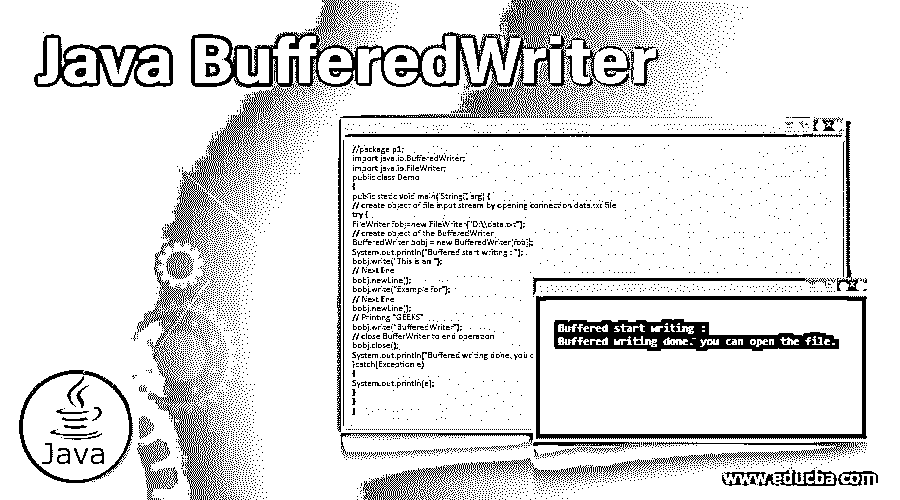 Java BufferedWriter
//package p1;
import java.io.BufferedWriter;
import java.io.FileWriter;
public class Demo
{
public static void main(String[] arg) {
// create object of file input stream by opening connection data.txt file
try {
FileWriter fobj=new FileWriter("D:\\data.txt");
// create object of the BufferedWriter
BufferedWriter bobj = new BufferedWriter(fobj);
System.out.println("Buffered start writing : ");
bobj.write("This is an ");
// Next line
bobj.newLine();
bobj.write("Example for");
// Next line
bobj.newLine();
// Printing "GEEKS"
bobj.write("BufferedWriter");
// close BufferWriter to end operation
bobj.close();
System.out.println("Buffered writing done, you c
}catch(Exception e)
{
System.out.println(e);
}
}
}
Buffered start writing :
Buffered writing done. you can open the file.
Java
www.educba.com